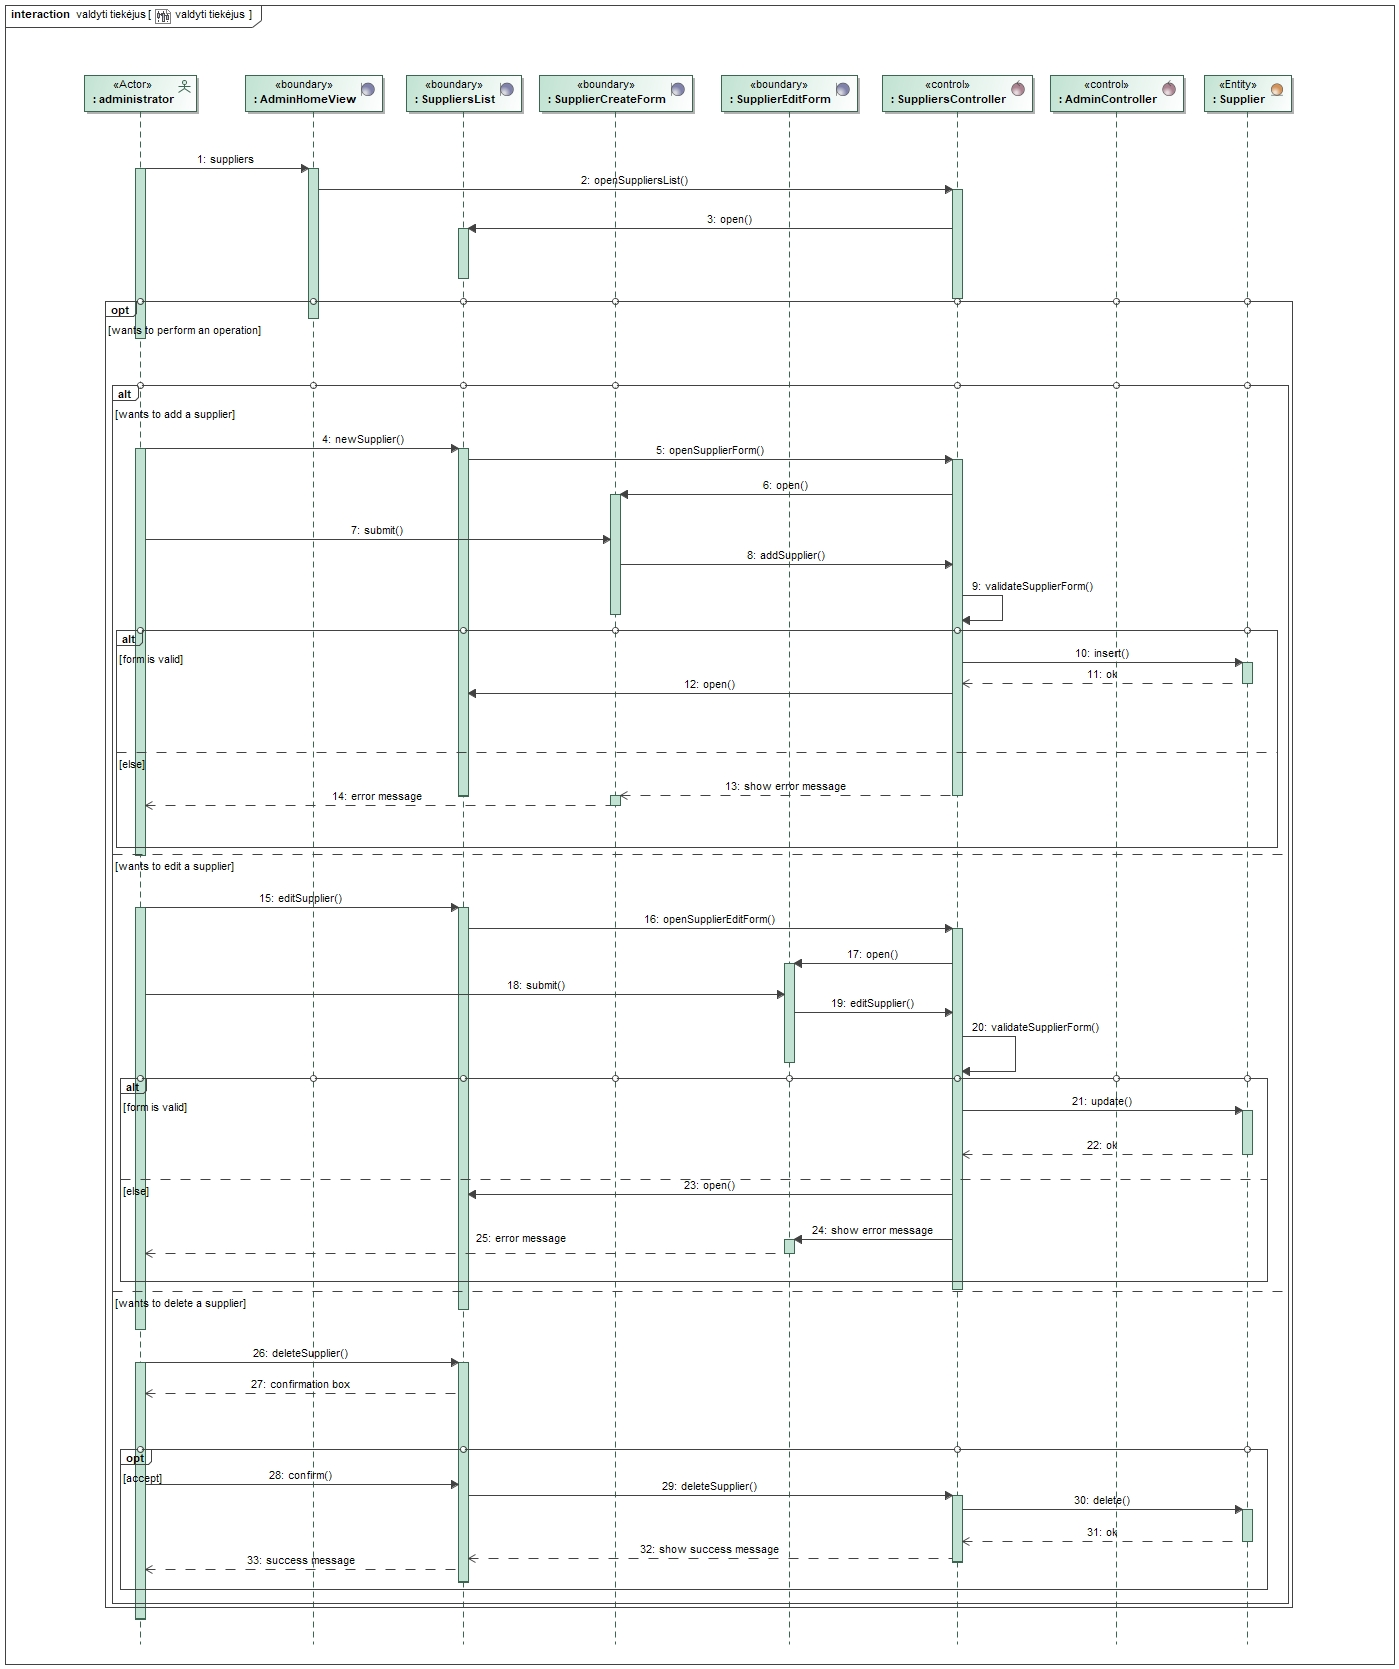 interaction valdyti tiekėjus [ valdyti tiekėjus ]
«Actor»
: administrator
«boundary»
: AdminHomeView
«boundary»
: SuppliersList
«boundary»
: SupplierCreateForm
«boundary»
: SupplierEditForm
«control»
: SuppliersController
«control»
: AdminController
«Entity»
: Supplier
1: suppliers
2: openSuppliersList()
3: open()
opt
[wants to perform an operation]
alt
[wants to add a supplier]
4: newSupplier()
5: openSupplierForm()
6: open()
7: submit()
8: addSupplier()
9: validateSupplierForm()
alt
[form is valid]
10: insert()
11: ok
12: open()
[else]
13: show error message
14: error message
[wants to edit a supplier]
15: editSupplier()
16: openSupplierEditForm()
17: open()
18: submit()
19: editSupplier()
20: validateSupplierForm()
alt
[form is valid]
21: update()
22: ok
[else]
23: open()
24: show error message
25: error message
[wants to delete a supplier]
26: deleteSupplier()
27: confirmation box
opt
[accept]
28: confirm()
29: deleteSupplier()
30: delete()
31: ok
32: show success message
33: success message